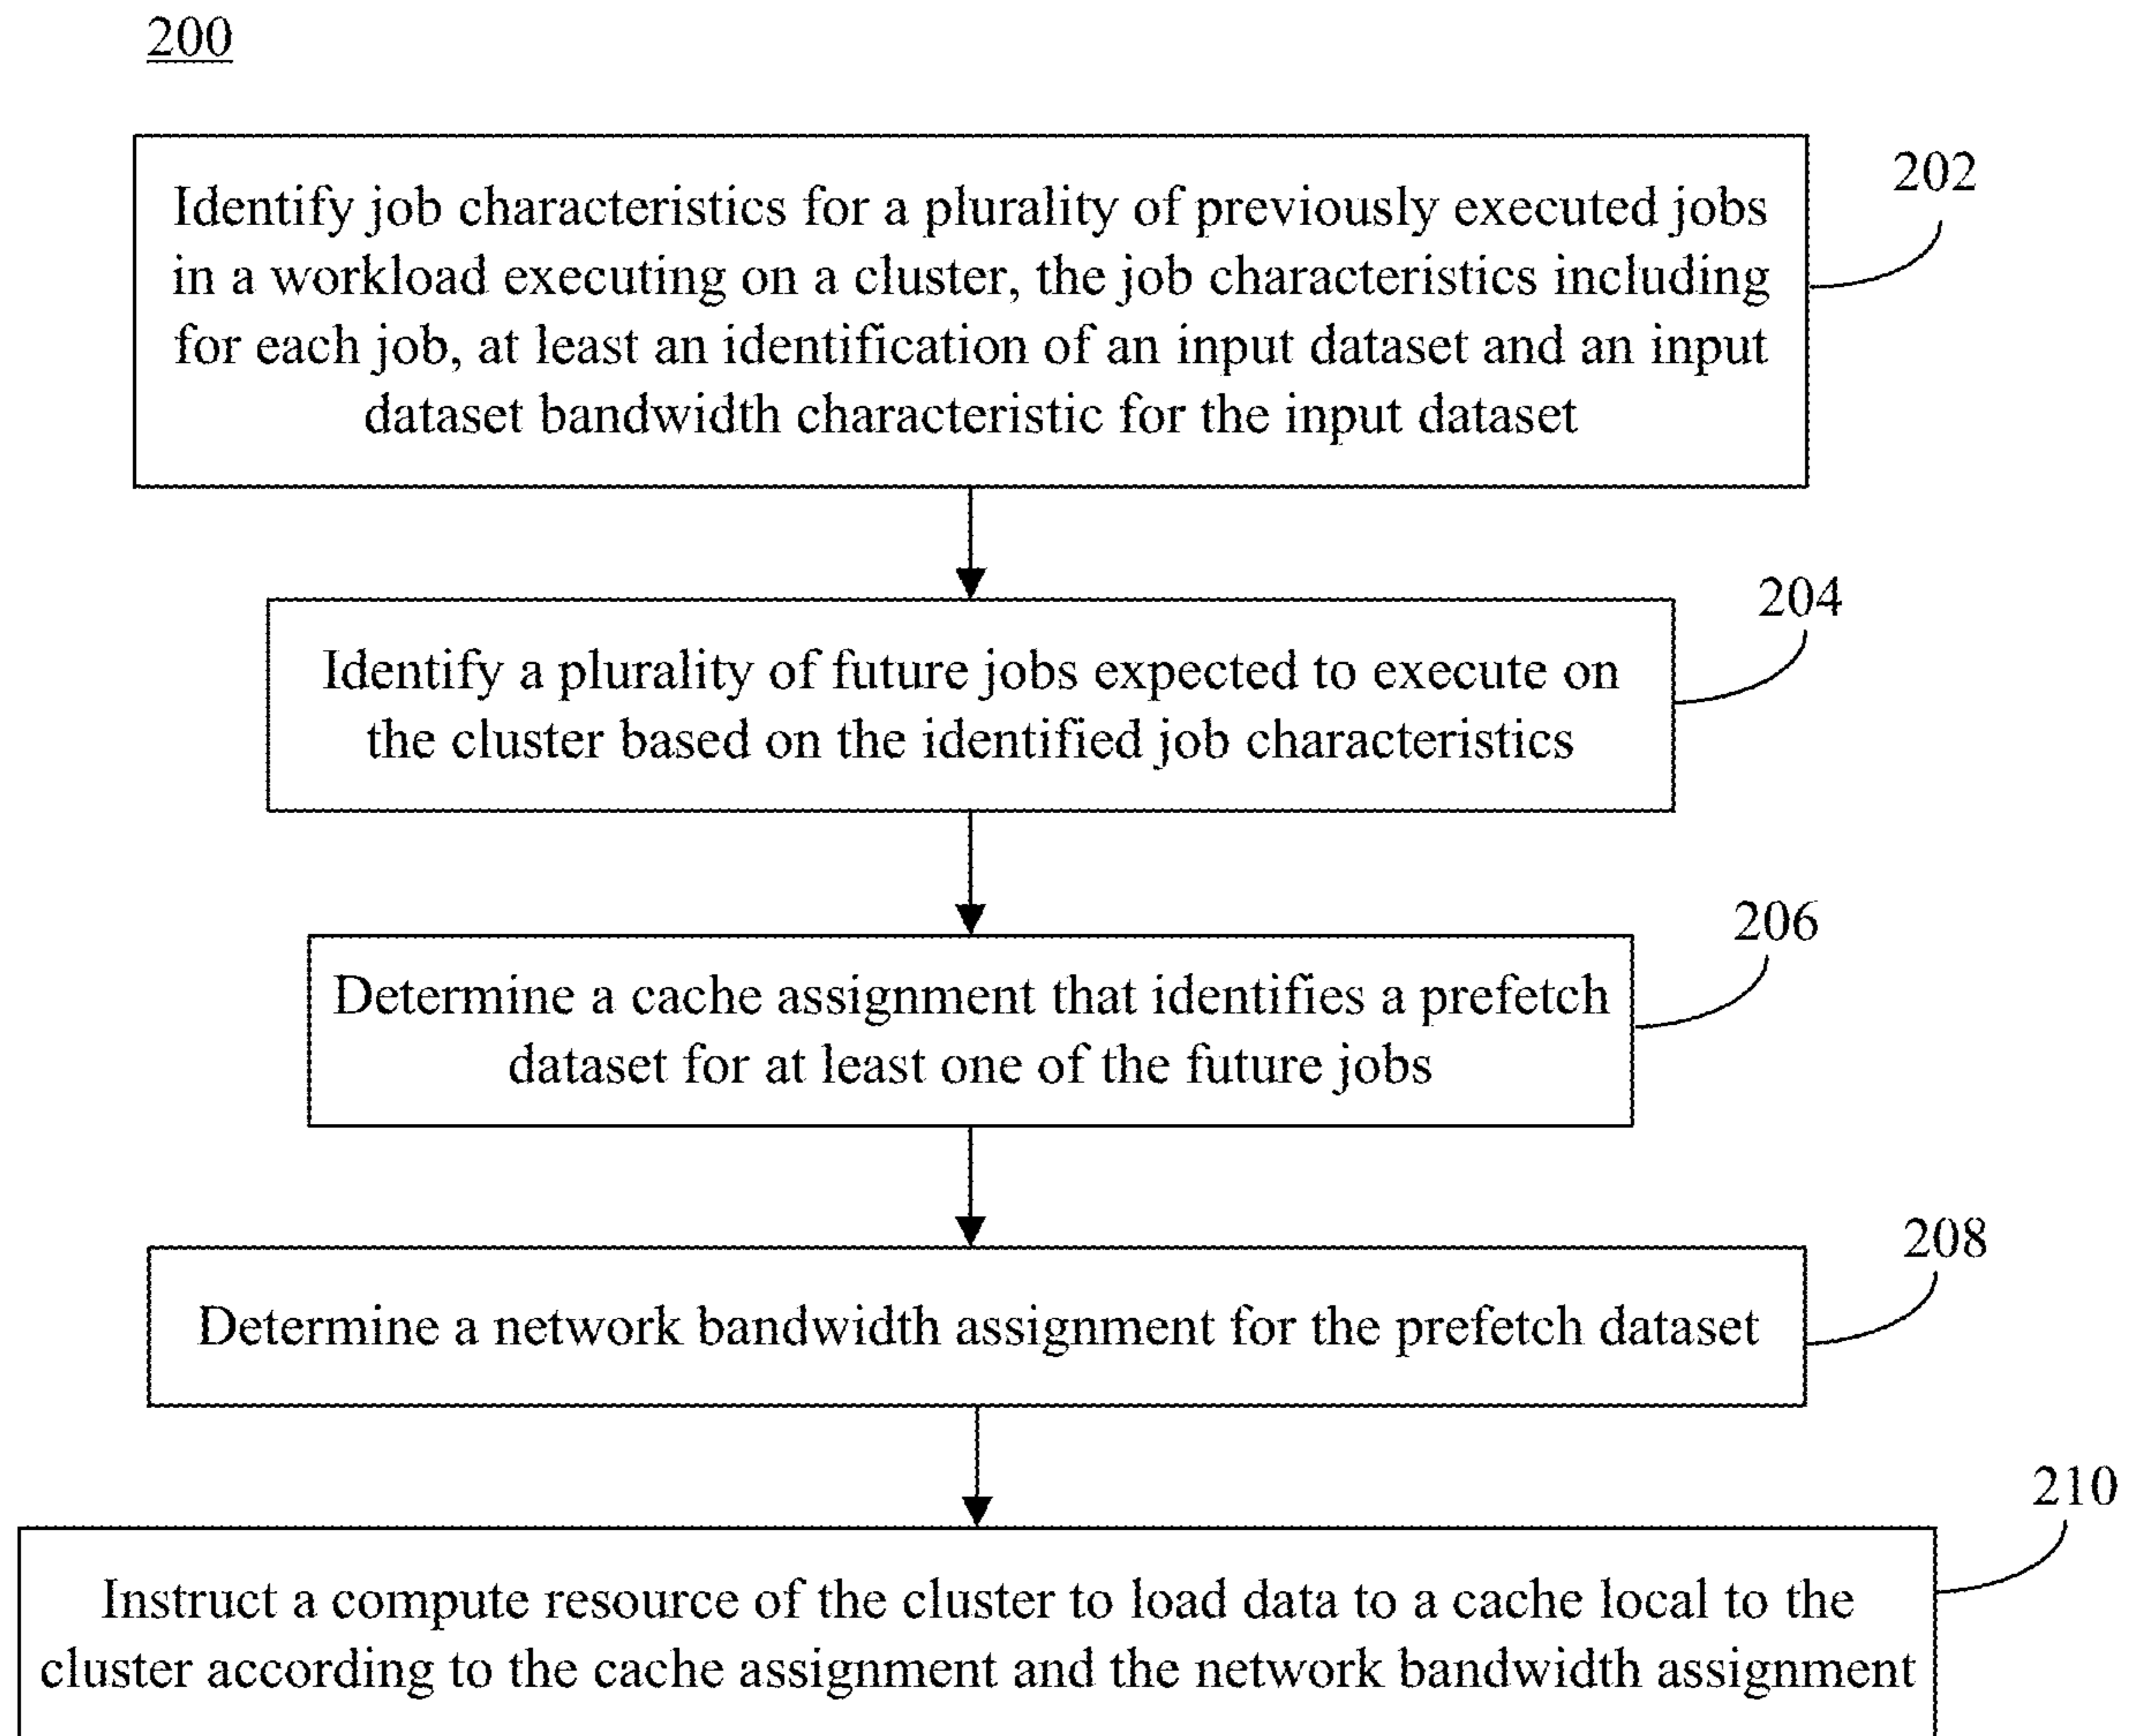 200
202
Identify job characteristics for a plurality of previously executed jobs
in a workload executing on a cluster, the job characteristics including
for each job, at least an identification of an input dataset and an input
dataset bandwidth characteristic for the input dataset
204
Identify a plurality of future jobs expected to execute on
the cluster based on the identified job characteristics
206
Determine a cache assignment that identifies a prefetch
dataset for at least one of the future jobs
208
Determine a network bandwidth assignment for the prefetch dataset
210
Instruct a compute resource of the cluster to load data to a cache local to the
cluster according to the cache assignment and the network bandwidth assignment